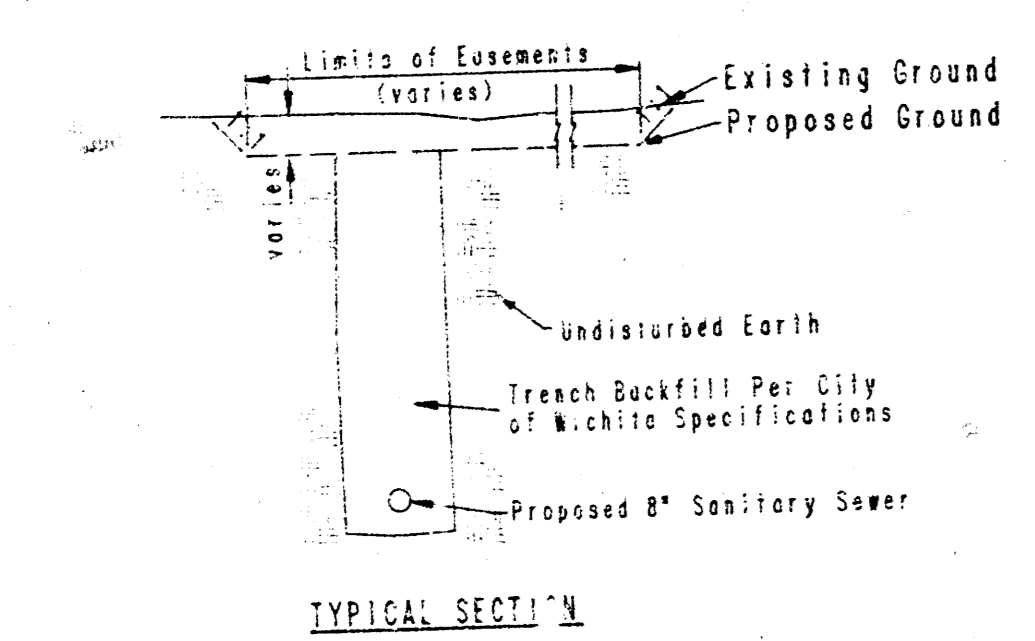 Limits of Easements
(varies)
Existing Ground
Proposed Ground
varies
Undisturbed Earth
Trench Backfill Per City
of Wichita Specifications
Proposed 8" Sanitary Sewer
TYPICAL SECTION